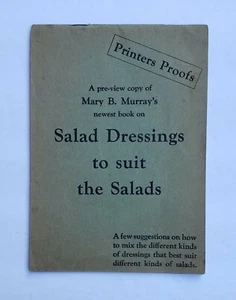 Printers Proofs
A pre-view copy of
Mary B. Murray's
newest book on
Salad Dressings
to suit
the Salads
A few suggestions on how
to mix the different kinds
of dressings that best suit
different kinds of salads.